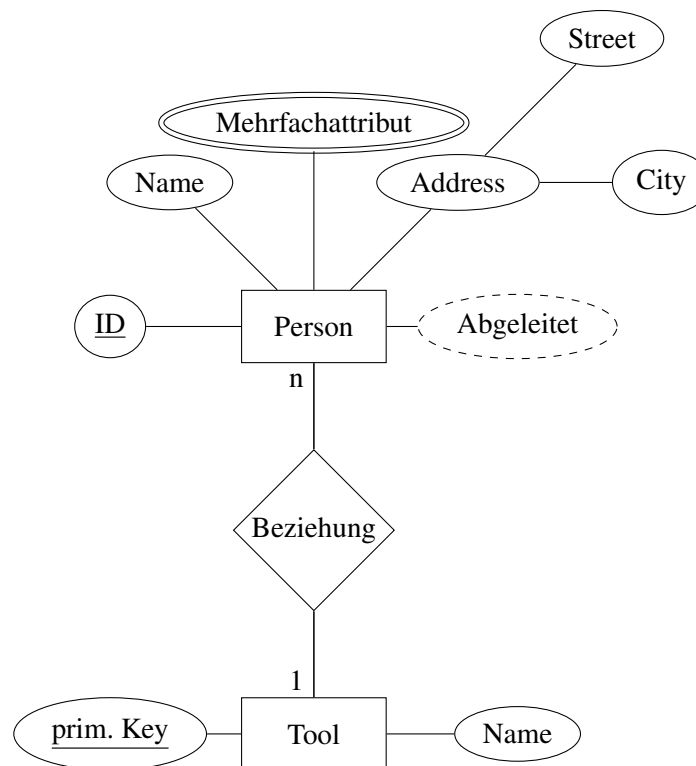 Street
Mehrfachattribut
Name
Address
City
ID
Person
Abgeleitet
n
Beziehung
1
prim. Key
Tool
Name